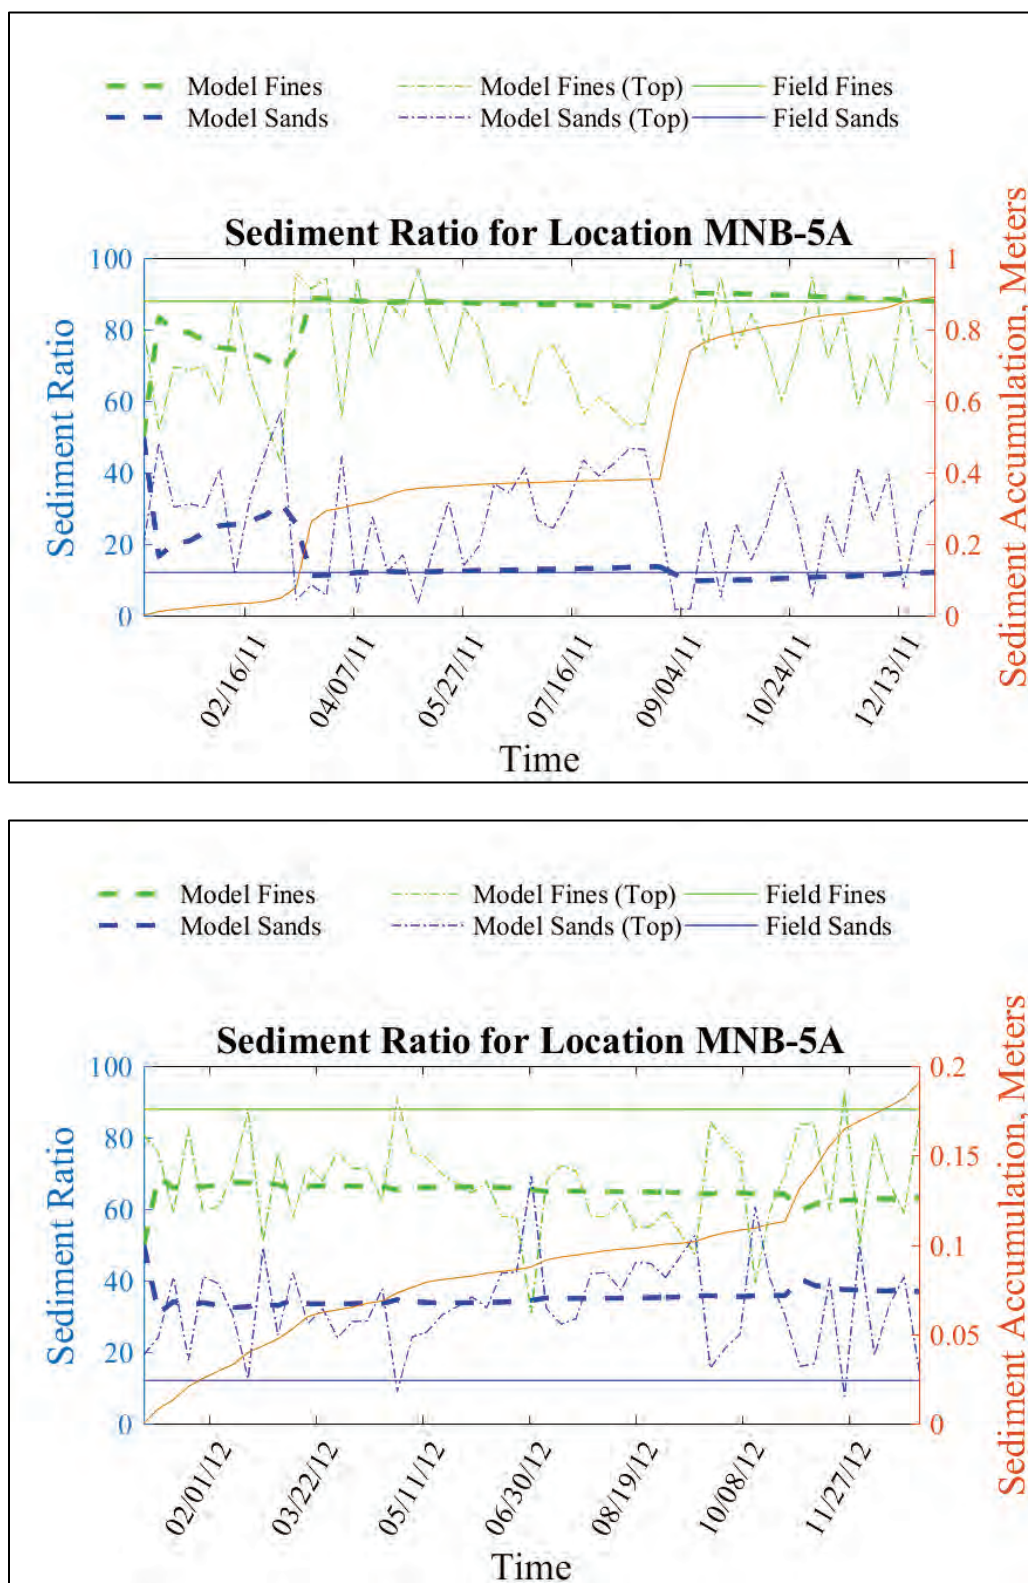 Model Fines Model Fines (Top) Field Fines
Model Sands Model Sands (Top) Field Sands
Sediment Ratio for Location MNB-5A
Sediment Ratio
100
80
60
40
20
0
1
0.8
0.6
0.4
0.2
0
Sediment Accumulation, Meters
02/16/11 04/07/11 05/27/11 07/16/11 09/04/11 10/24/11 12/13/11
Time
Model Fines Model Fines (Top) Field Fines
Model Sands Model Sands (Top) Field Sands
Sediment Ratio for Location MNB-5A
Sediment Ratio
100
80
60
40
20
0
0.2
0.15
0.1
0.05
0
Sediment Accumulation, Meters
02/01/12 03/22/12 05/11/12 06/30/12 08/19/12 10/08/12 11/27/12
Time